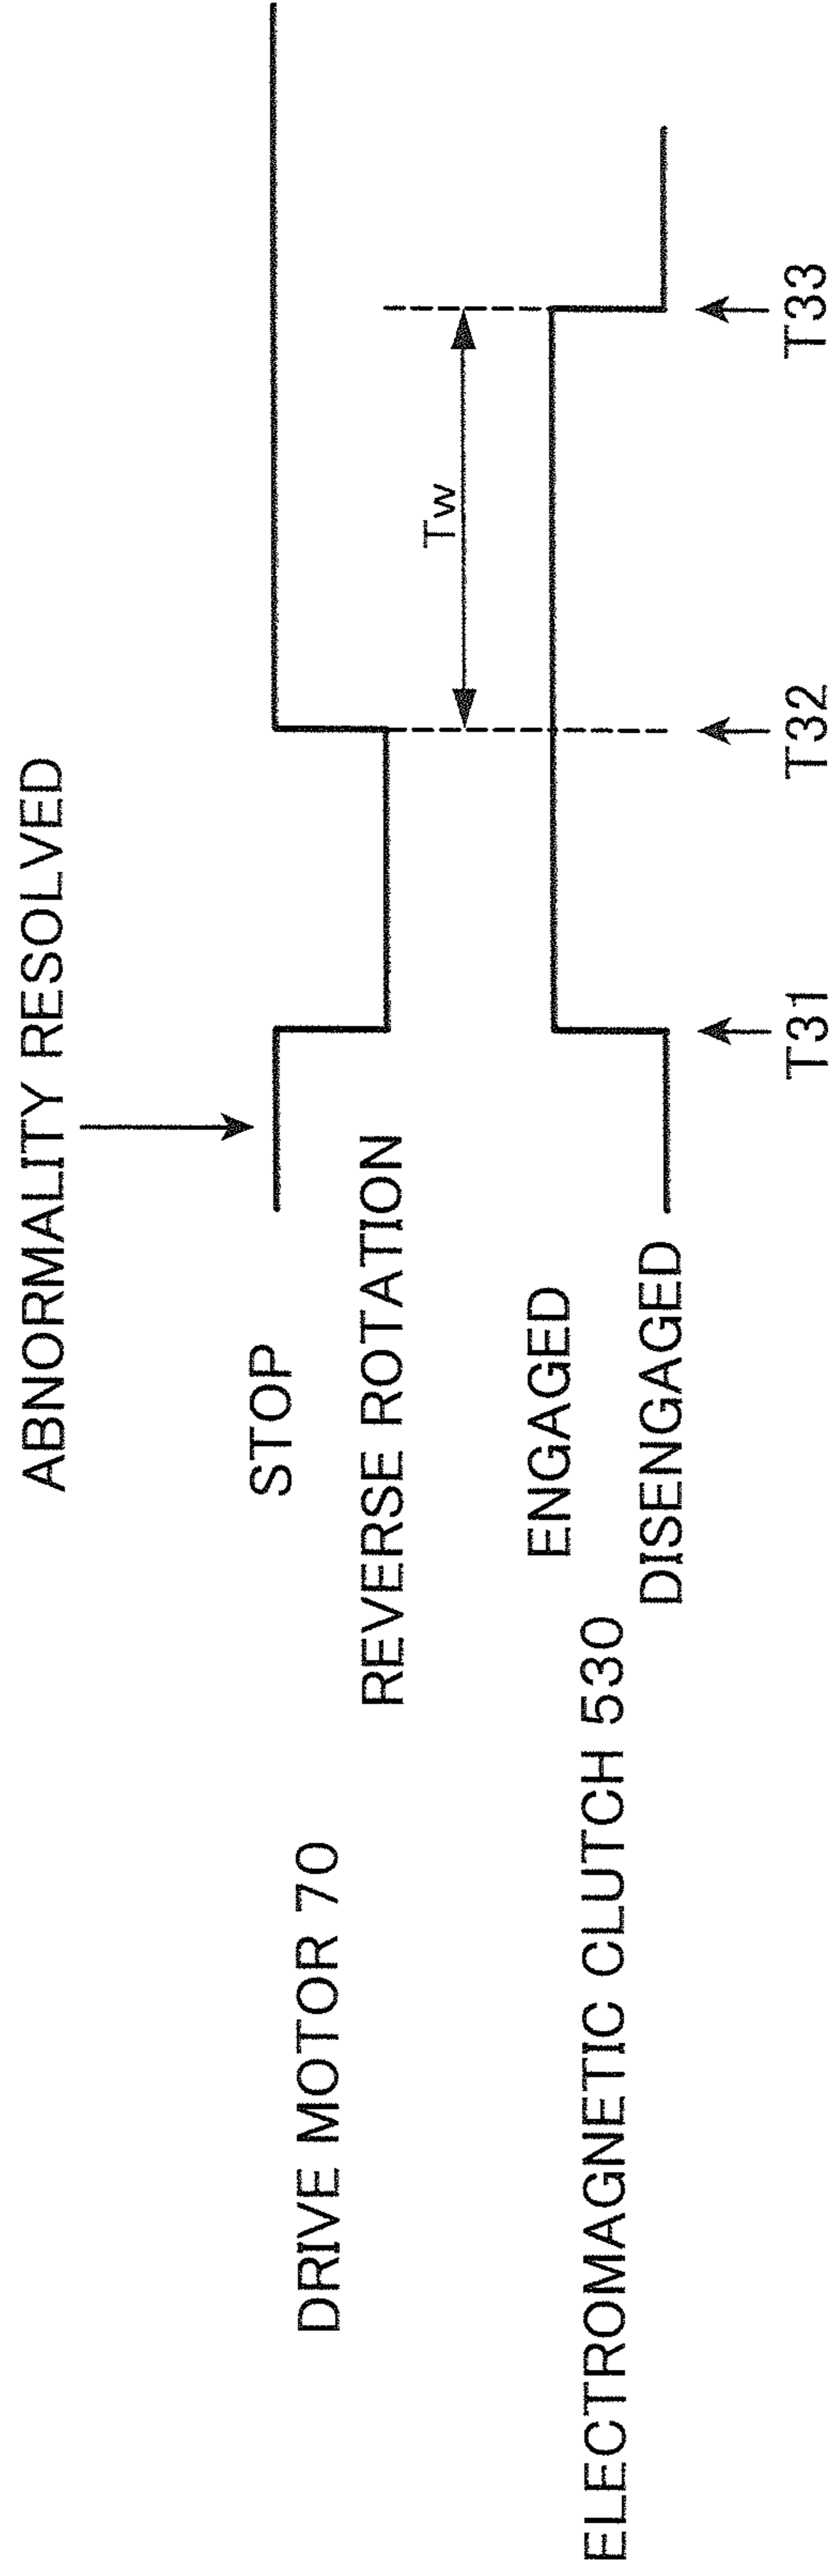 ABNORMALITY RESOLVED
STOP
DRIVE MOTOR 70
REVERSE ROTATION
Tw
ENGAGED
ELECTROMAGNETIC CLUTCH 530
DISENGAGED
T31
T32
T33